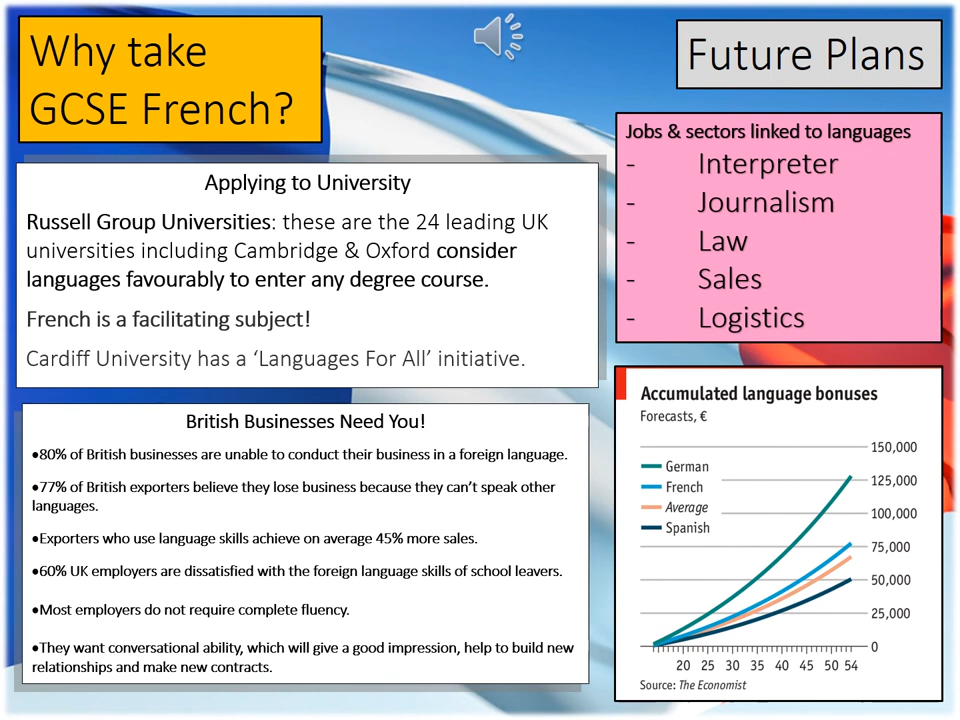 Why take
GCSE French?
Future Plans
Applying to University
Russell Group Universities: these are the 24 leading UK
universities including Cambridge & Oxford consider
languages favourably to enter any degree course.
French is a facilitating subject!
Cardiff University has a ‘Languages For All’ initiative.
Jobs & sectors linked to languages
- Interpreter
- Journalism
- Law
- Sales
- Logistics
British Businesses Need You!
•80% of British businesses are unable to conduct their business in a foreign language.
•77% of British exporters believe they lose business because they can’t speak other
languages.
•Exporters who use language skills achieve on average 45% more sales.
•60% UK employers are dissatisfied with the foreign language skills of school leavers.
•Most employers do not require complete fluency.
•They want conversational ability, which will give a good impression, help to build new
relationships and make new contracts.
Accumulated language bonuses
Forecasts, €
German
French
Average
Spanish
150,000
125,000
100,000
75,000
50,000
25,000
0
20 25 30 35 40 45 50 54
Source: The Economist